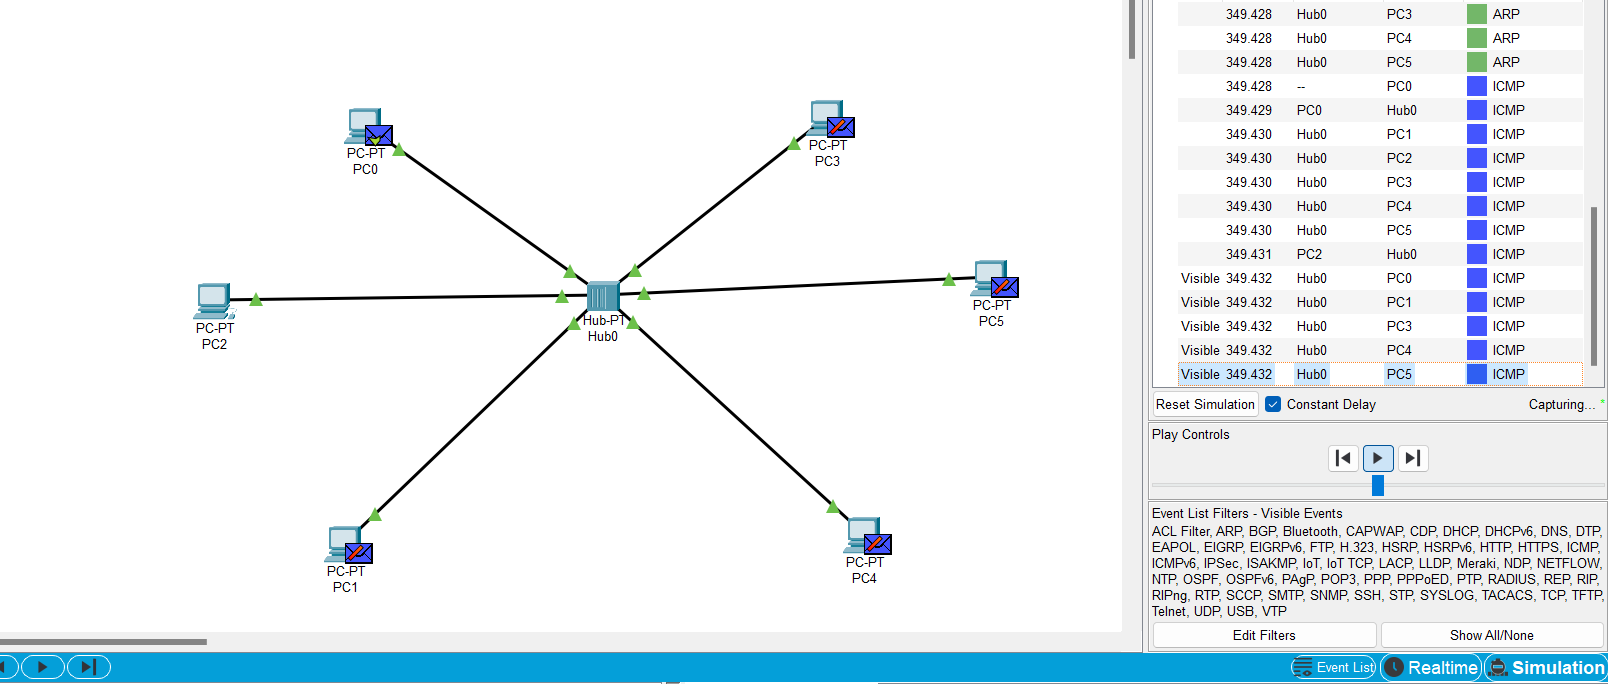 PC-PT
PC0
PC-PT
PC3
PC-PT
PC2
Hub-PT
Hub0
PC-PT
PC5
PC-PT
PC1
PC-PT
PC4
349.428 Hub0 PC3 ARP
349.428 Hub0 PC4 ARP
349.428 Hub0 PC5 ARP
349.428 -- PC0 ICMP
349.429 PC0 Hub0 ICMP
349.430 Hub0 PC1 ICMP
349.430 Hub0 PC2 ICMP
349.430 Hub0 PC3 ICMP
349.430 Hub0 PC4 ICMP
349.430 Hub0 PC5 ICMP
349.431 PC2 Hub0 ICMP
Visible 349.432 Hub0 PC0 ICMP
Visible 349.432 Hub0 PC1 ICMP
Visible 349.432 Hub0 PC3 ICMP
Visible 349.432 Hub0 PC4 ICMP
Visible 349.432 Hub0 PC5 ICMP
Reset Simulation Constant Delay Capturing... *
Play Controls
Event List Filters - Visible Events
ACL Filter, ARP, BGP, Bluetooth, CAPWAP, CDP, DHCP, DHCPv6, DNS, DTP,
EAPOL, EIGRP, EIGRPv6, FTP, H.323, HSRP, HSRPv6, HTTP, HTTPS, ICMP,
ICMPv6, IPSec, ISAKMP, IoT, IoT TCP, LACP, LLDP, Meraki, NDP, NETFLOW,
NTP, OSPF, OSPFv6, PAgP, POP3, PPP, PPPoED, PTP, RADIUS, REP, RIP,
RIPng, RTP, SCCP, SMTP, SNMP, SSH, STP, SYSLOG, TACACS, TCP, TFTP,
Telnet, UDP, USB, VTP
Edit Filters Show All/None
Event List Realtime Simulation